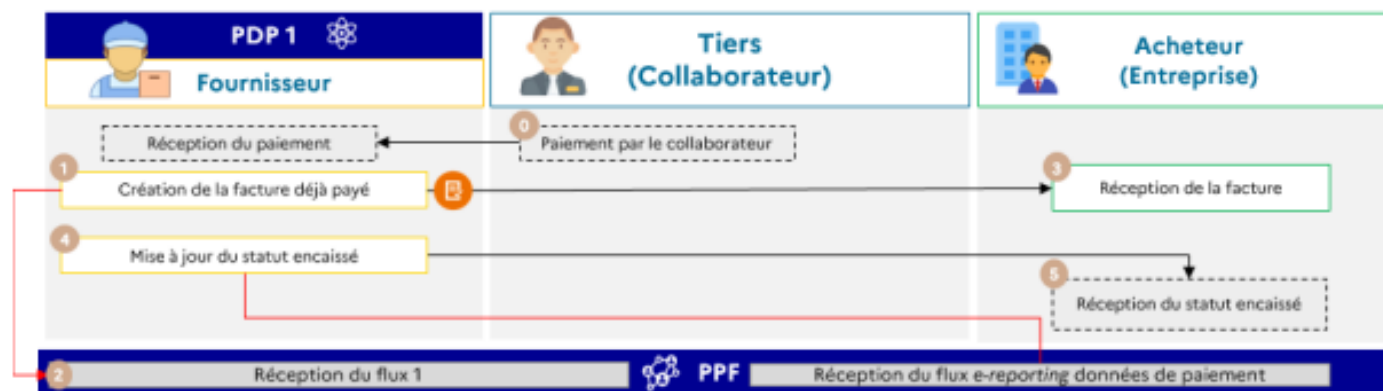 PDP 1
Fournisseur
Tiers
(Collaborateur)
Acheteur
(Entreprise)
0
Réception du paiement
Paiement par le collaborateur
1
Création de la facture déjà payé
3
Réception de la facture
4
Mise à jour du statut encaissé
5
Réception du statut encaissé
2
Réception du flux 1
PPF
Réception du flux e-reporting données de paiement